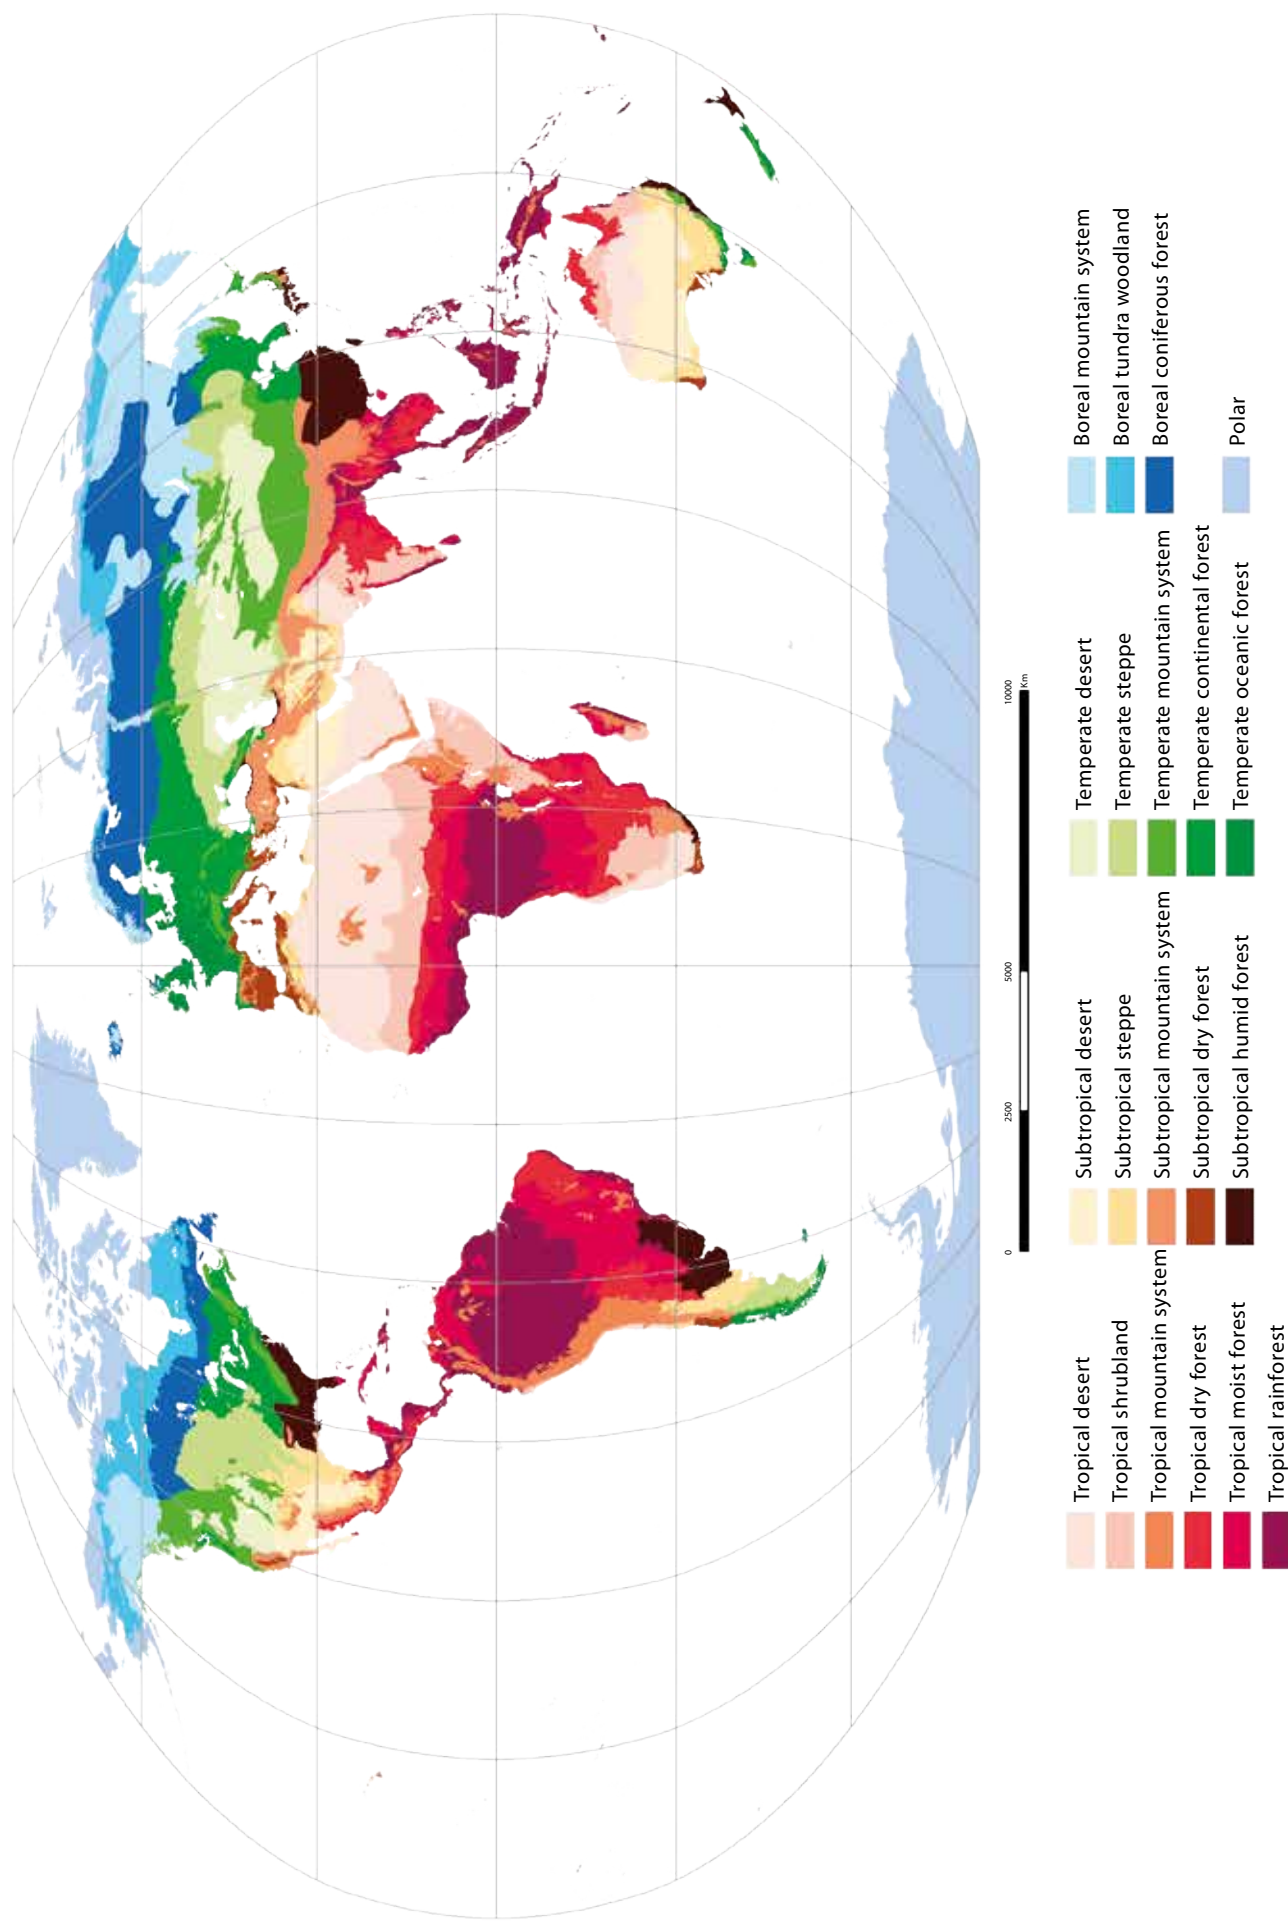 0
2500
5000
10000
Km
Tropical desert
Tropical shrubland
Tropical mountain system
Tropical dry forest
Tropical moist forest
Tropical rainforest
Subtropical desert
Subtropical steppe
Subtropical mountain system
Subtropical dry forest
Subtropical humid forest
Temperate desert
Temperate steppe
Temperate mountain system
Temperate continental forest
Temperate oceanic forest
Boreal mountain system
Boreal tundra woodland
Boreal coniferous forest
Polar